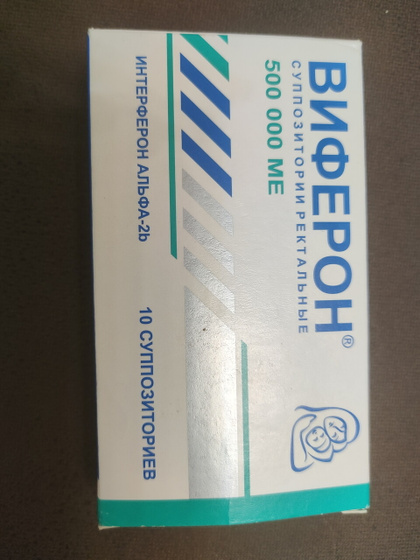 ВИФЕРОН®
СУППОЗИТОРИИ РЕКТАЛЬНЫЕ
500 000 МЕ
ИНТЕРФЕРОН АЛЬФА-2b
10 СУППОЗИТОРИЕВ